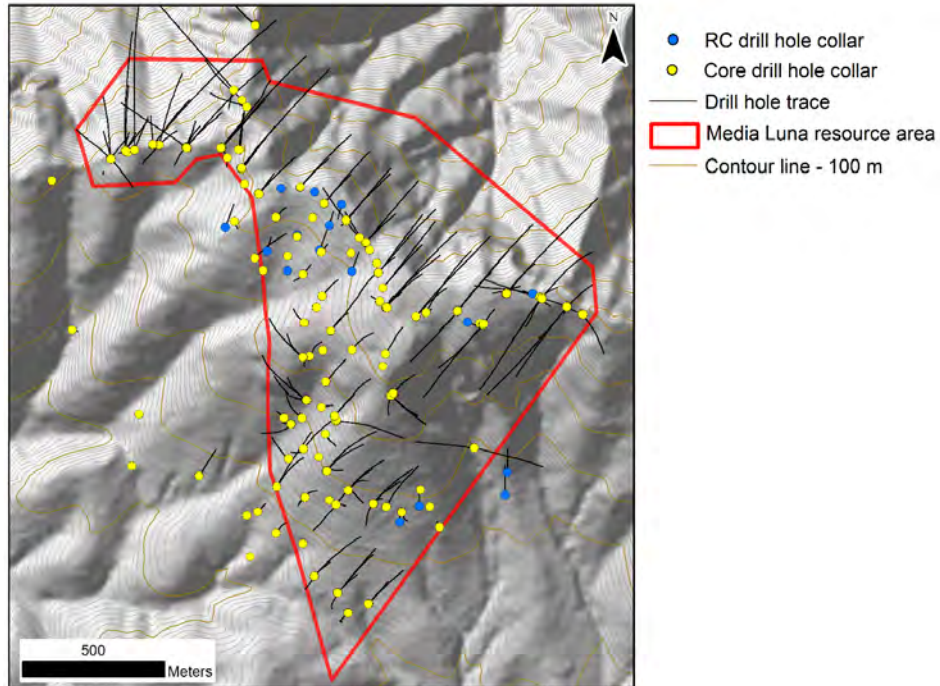 N
RC drill hole collar
Core drill hole collar
Drill hole trace
Media Luna resource area
Contour line - 100 m
500
Meters